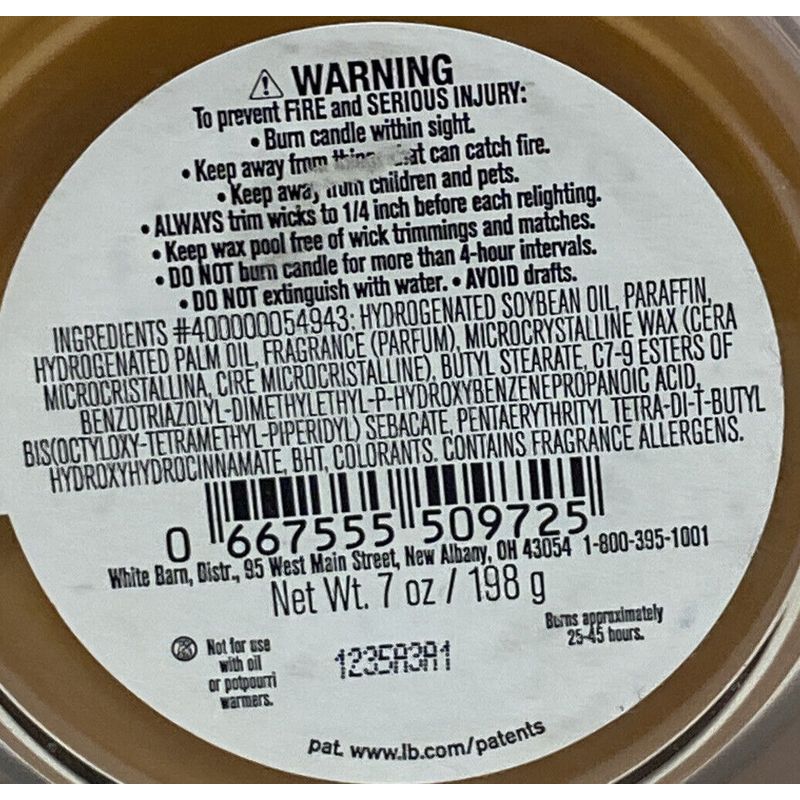 WARNING
To prevent FIRE and SERIOUS INJURY:
• Burn candle within sight.
• Keep away from things that can catch fire.
• Keep away from children and pets.
• ALWAYS trim wicks to 1/4 inch before each relighting.
• Keep wax pool free of wick trimmings and matches.
• DO NOT burn candle for more than 4-hour intervals.
• DO NOT extinguish with water. • AVOID drafts.
INGREDIENTS #400000054943: HYDROGENATED SOYBEAN OIL, PARAFFIN,
HYDROGENATED PALM OIL, FRAGRANCE (PARFUM), MICROCRYSTALLINE WAX (CERA
MICROCRISTALLINA, CIRE MICROCRISTALLINE), BUTYL STEARATE, C7-9 ESTERS OF
BENZOTRIAZOLYL-DIMETHYLETHYL-P-HYDROXYBENZENEPROPANOIC ACID,
BIS(OCTYLOXY-TETRAMETHYL-PIPERIDYL) SEBACATE, PENTAERYTHRITYL TETRA-DI-T-BUTYL
HYDROXYHYDROCINNAMATE, BHT, COLORANTS. CONTAINS FRAGRANCE ALLERGENS.
0 667555 509725
White Barn, Distr., 95 West Main Street, New Albany, OH 43054 1-800-395-1001
Net Wt. 7 oz / 198 g
Burns approximately
25-45 hours.
Not for use
with oil
or potpourri
warmers.
1235A3A1
pat. www.lb.com/patents